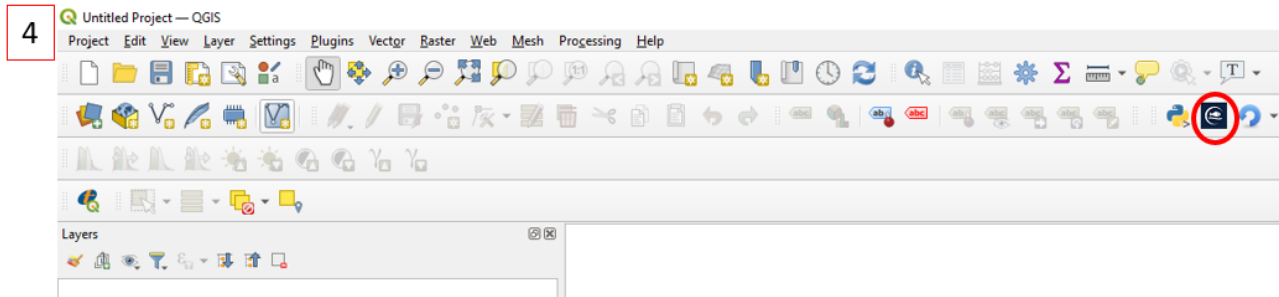 4
Untitled Project — QGIS
Project Edit View Layer Settings Plugins Vector Raster Web Mesh Processing Help
Layers